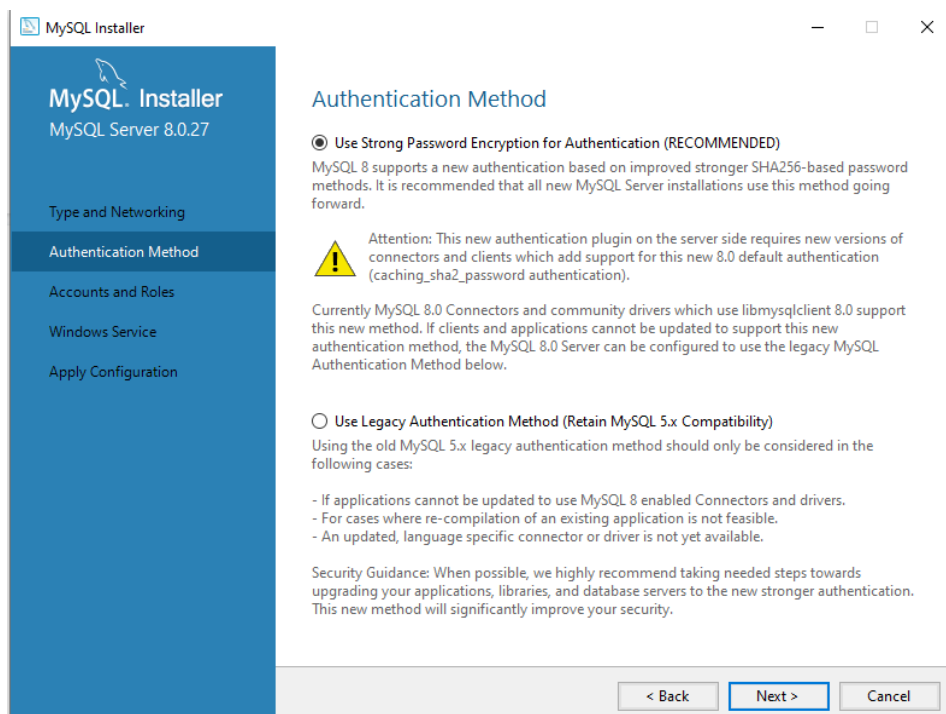 MySQL Installer
MySQL. Installer
MySQL Server 8.0.27
Type and Networking
Authentication Method
Accounts and Roles
Windows Service
Apply Configuration
Authentication Method
Use Strong Password Encryption for Authentication (RECOMMENDED)
MySQL 8 supports a new authentication based on improved stronger SHA256-based password
methods. It is recommended that all new MySQL Server installations use this method going
forward.
Attention: This new authentication plugin on the server side requires new versions of
connectors and clients which add support for this new 8.0 default authentication
(caching_sha2_password authentication).
Currently MySQL 8.0 Connectors and community drivers which use libmysqlclient 8.0 support
this new method. If clients and applications cannot be updated to support this new
authentication method, the MySQL 8.0 Server can be configured to use the legacy MySQL
Authentication Method below.
Use Legacy Authentication Method (Retain MySQL 5.x Compatibility)
Using the old MySQL 5.x legacy authentication method should only be considered in the
following cases:
- If applications cannot be updated to use MySQL 8 enabled Connectors and drivers.
- For cases where re-compilation of an existing application is not feasible.
- An updated, language specific connector or driver is not yet available.
Security Guidance: When possible, we highly recommend taking needed steps towards
upgrading your applications, libraries, and database servers to the new stronger authentication.
This new method will significantly improve your security.
< Back
Next >
Cancel